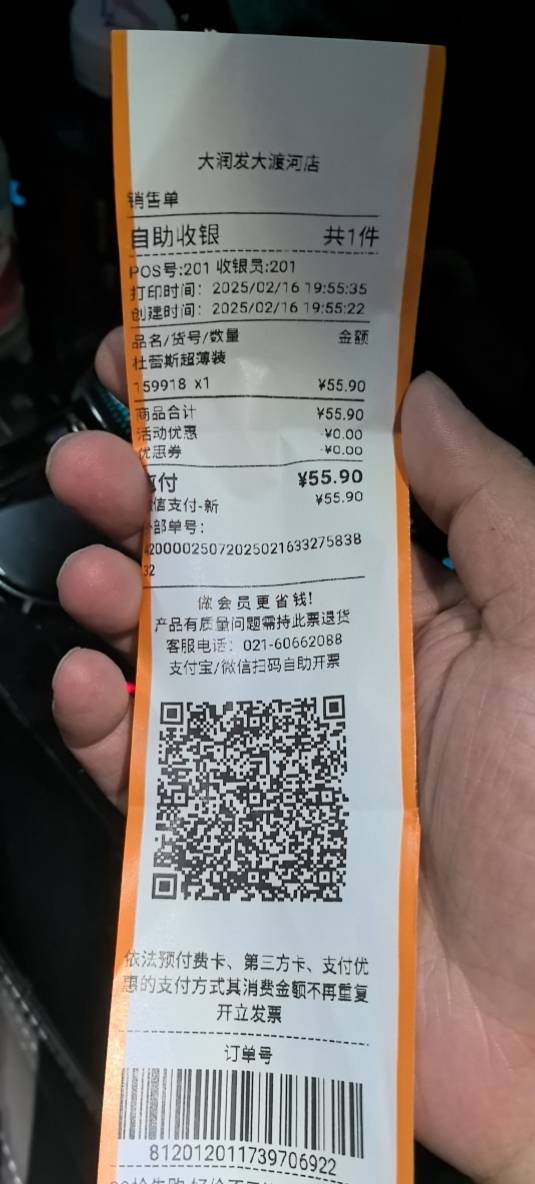 大润发大渡河店
销售单
自助收银 共1件
POS号:201 收银员:201
打印时间: 2025/02/16 19:55:35
创建时间: 2025/02/16 19:55:22
品名/货号/数量 金额
杜蕾斯超薄装
159918 x1 ¥55.90
商品合计 ¥55.90
活动优惠 -¥0.00
优惠券 -¥0.00
应付 ¥55.90
微信支付-新 ¥55.90
外部单号:
420000250720250216332758​38
32
做会员更省钱!
产品有质量问题需持此票退货
客服电话: 021-60662088
支付宝/微信扫码自助开票
依法预付费卡、第三方卡、支付优
惠的支付方式其消费金额不再重复
开立发票
订单号
812012011739706922